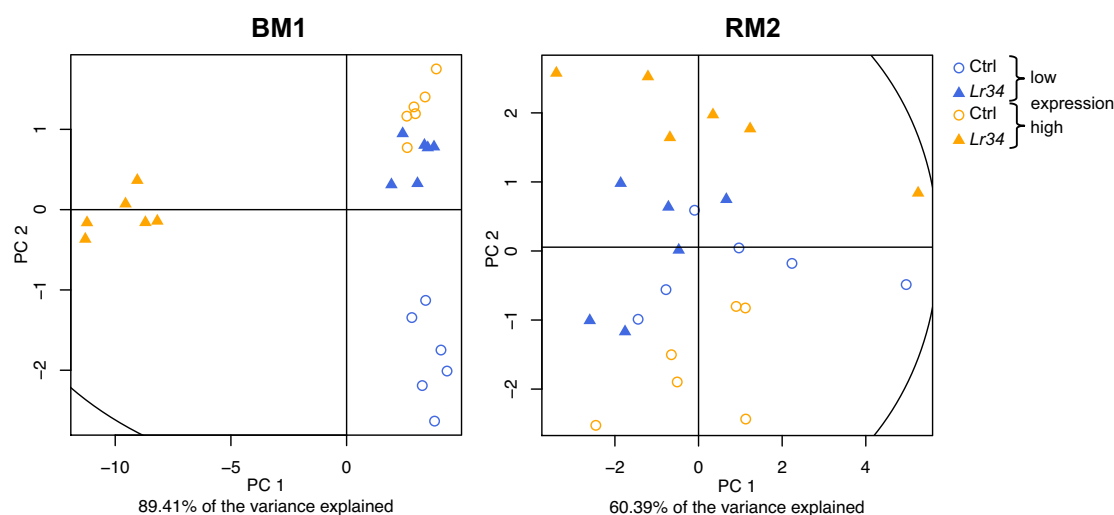 BM1
RM2
PC 2
1
0
−1
−2
−10
−5
0
PC 1
89.41% of the variance explained
PC 2
2
1
0
−1
−2
−2
0
2
4
PC 1
60.39% of the variance explained
Ctrl
Lr34
low
expression
Ctrl
Lr34
high